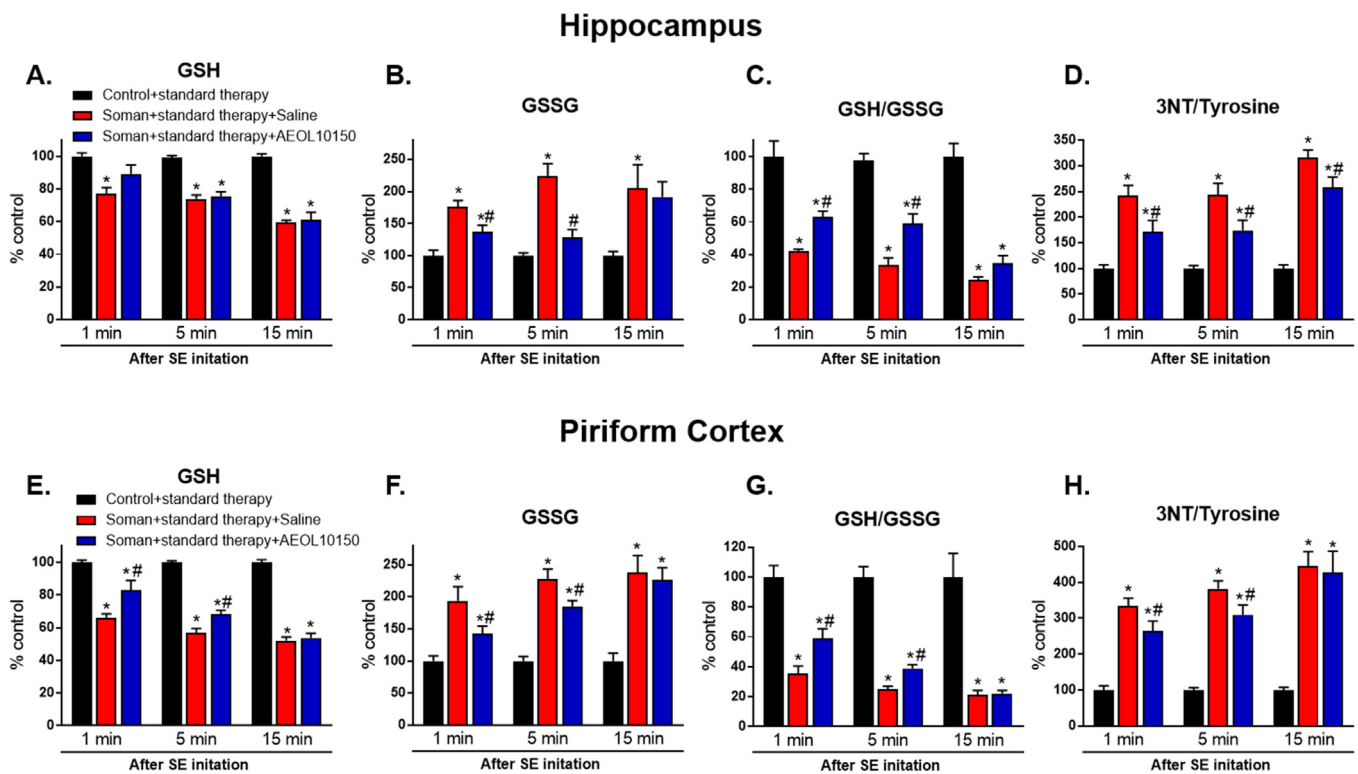 Hippocampus
A.
GSH
Control+standard therapy
Soman+standard therapy+Saline
Soman+standard therapy+AEOL10150
% control
100
80
60
40
20
0
* * * * *
1 min 5 min 15 min
After SE initation
B.
GSSG
% control
250
200
150
100
50
0
* *# * # *
1 min 5 min 15 min
After SE initation
C.
GSH/GSSG
% control
100
80
60
40
20
0
* *# * *# * *
1 min 5 min 15 min
After SE initation
D.
3NT/Tyrosine
% control
350
300
250
200
150
100
50
0
* *# * *# * *#
1 min 5 min 15 min
After SE initation
Piriform Cortex
E.
GSH
Control+standard therapy
Soman+standard therapy+Saline
Soman+standard therapy+AEOL10150
% control
100
80
60
40
20
0
* *# * *# * *
1 min 5 min 15 min
After SE initation
F.
GSSG
% control
250
200
150
100
50
0
* *# * *# * *
1 min 5 min 15 min
After SE initation
G.
GSH/GSSG
% control
120
100
80
60
40
20
0
* *# * *# * *
1 min 5 min 15 min
After SE initation
H.
3NT/Tyrosine
% control
500
400
300
200
100
0
* *# * *# * *
1 min 5 min 15 min
After SE initation